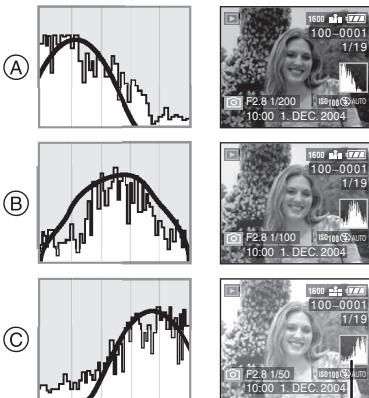 A
1600
100-0001
1/19
F2.8 1/200 ISO100 AUTO
10:00 1. DEC. 2004
B
1600
100-0001
1/19
F2.8 1/100 ISO100 AUTO
10:00 1. DEC. 2004
C
1600
100-0001
1/19
F2.8 1/50 ISO100 AUTO
10:00 1. DEC. 2004